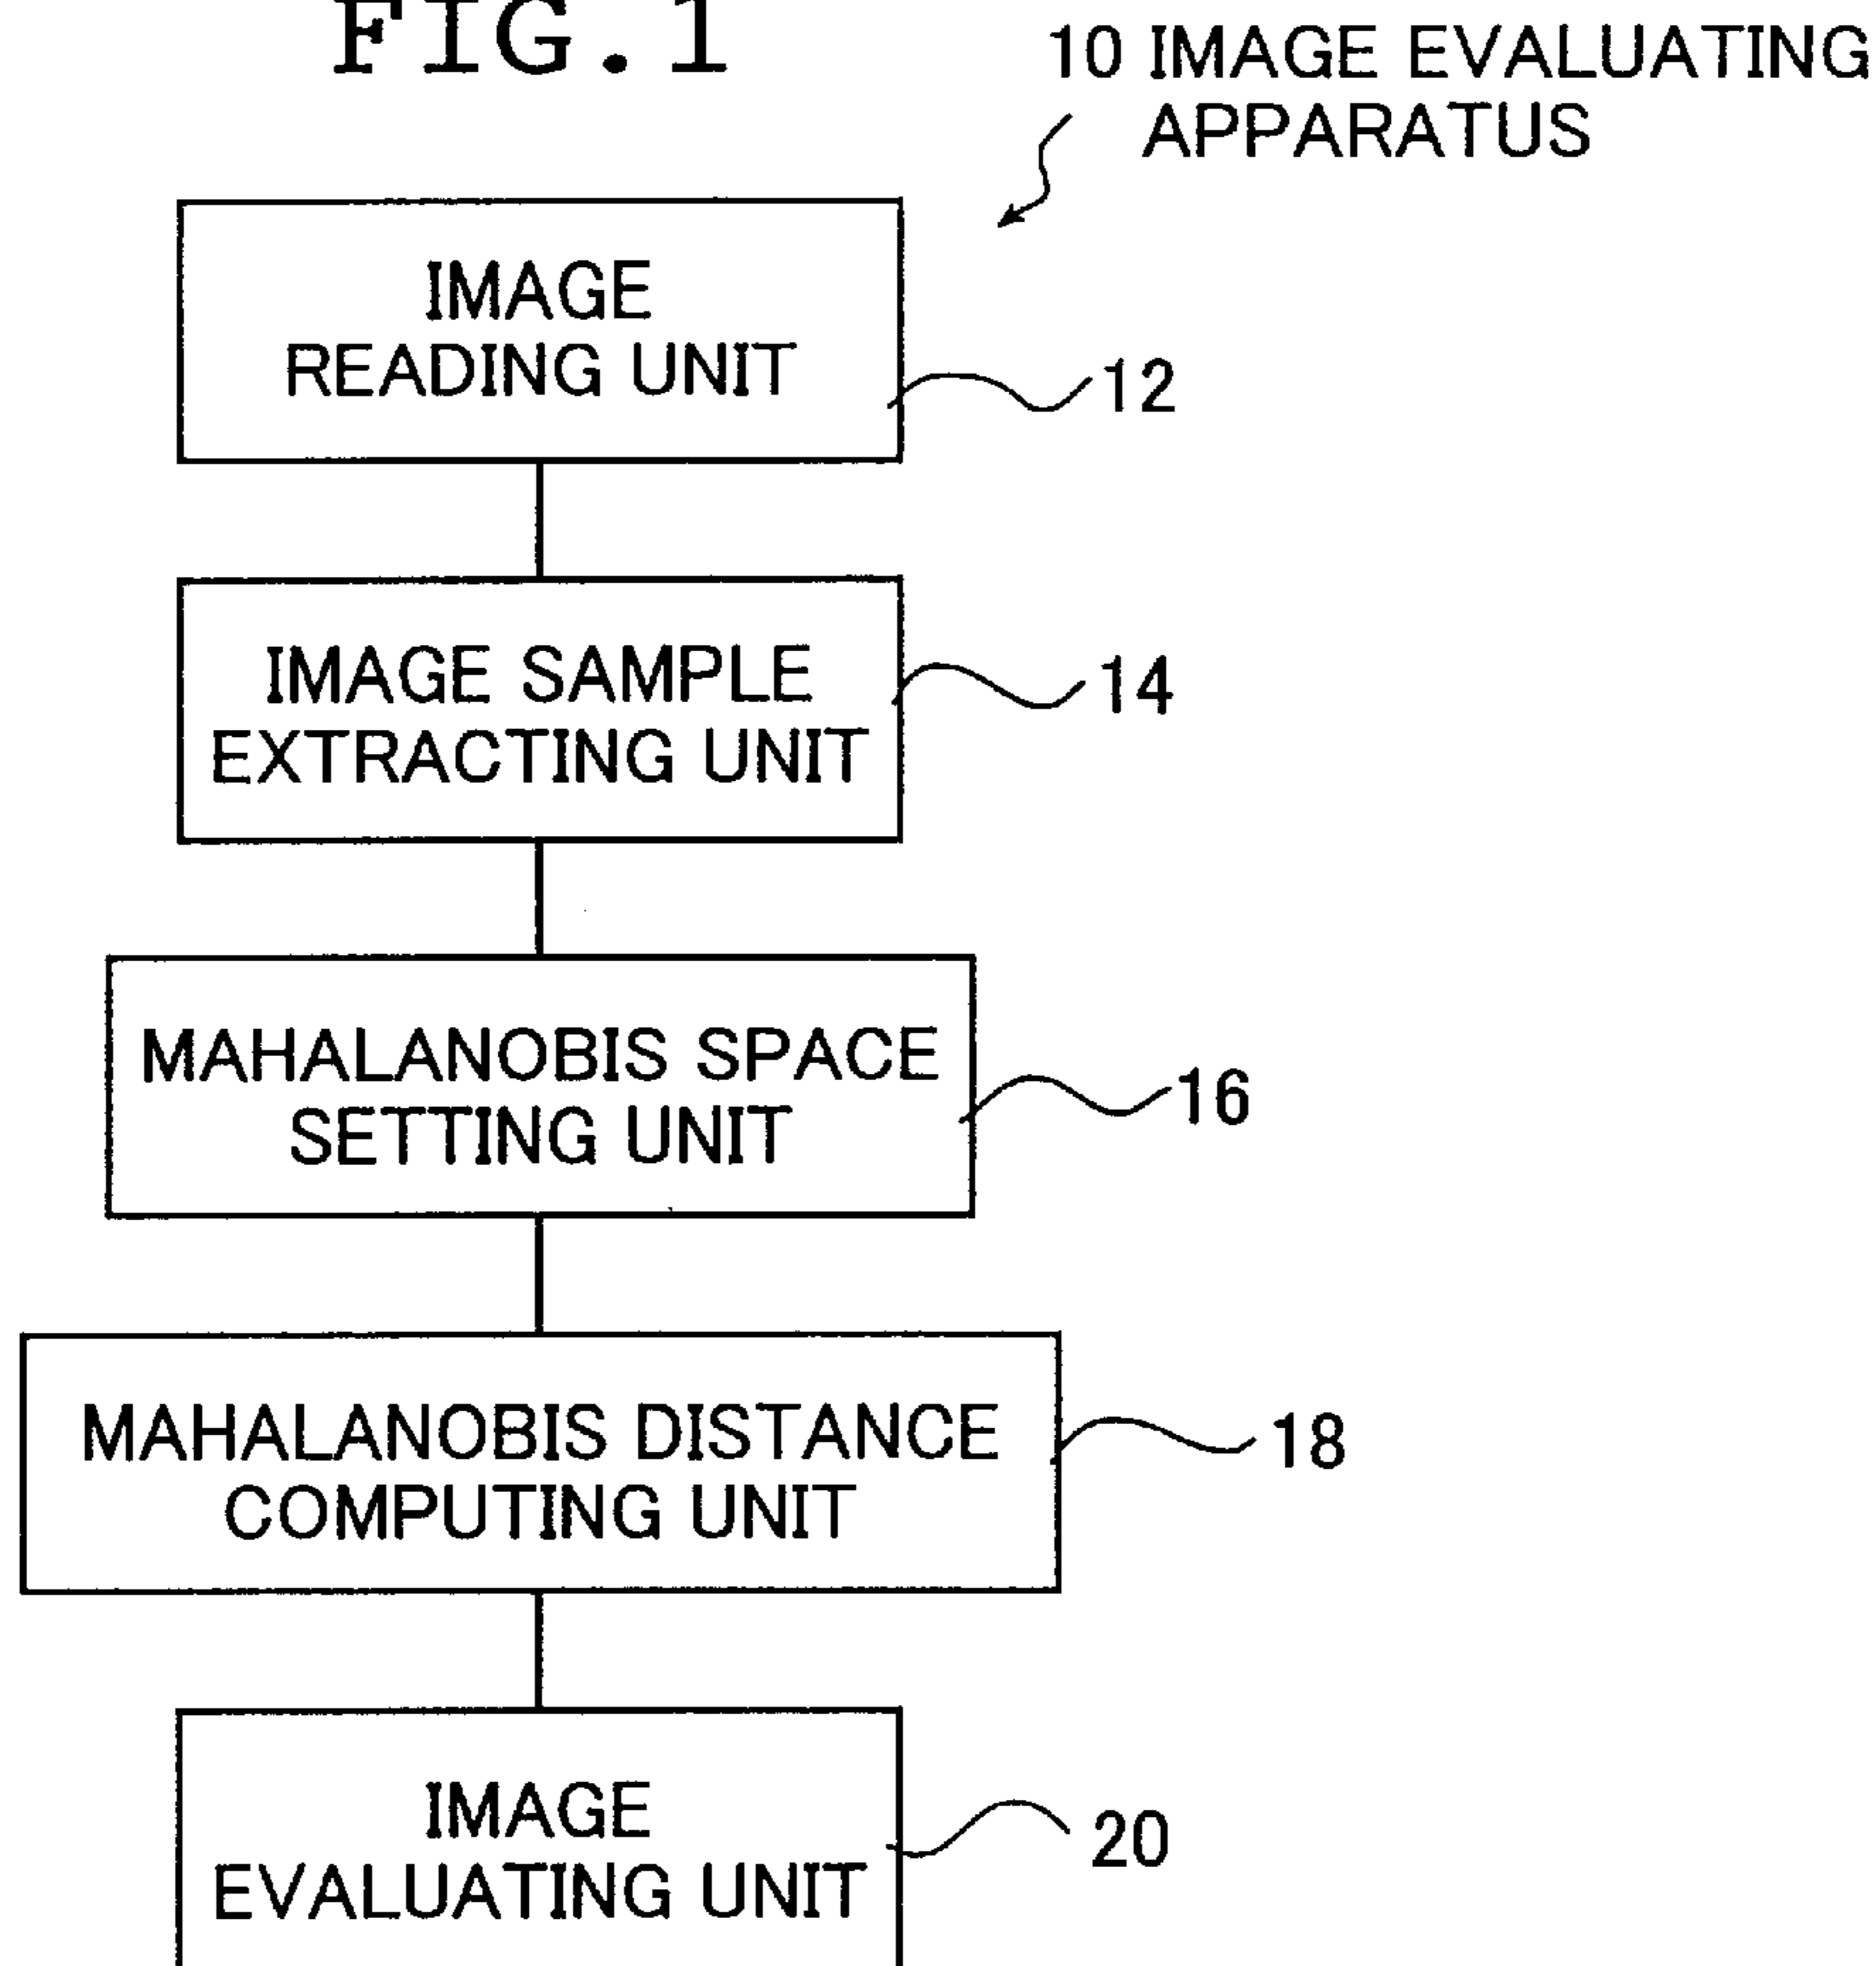 FIG. 1
10 IMAGE EVALUATING
APPARATUS
IMAGE
READING UNIT
12
IMAGE SAMPLE
EXTRACTING UNIT
14
MAHALANOBIS SPACE
SETTING UNIT
16
MAHALANOBIS DISTANCE
COMPUTING UNIT
18
IMAGE
EVALUATING UNIT
20